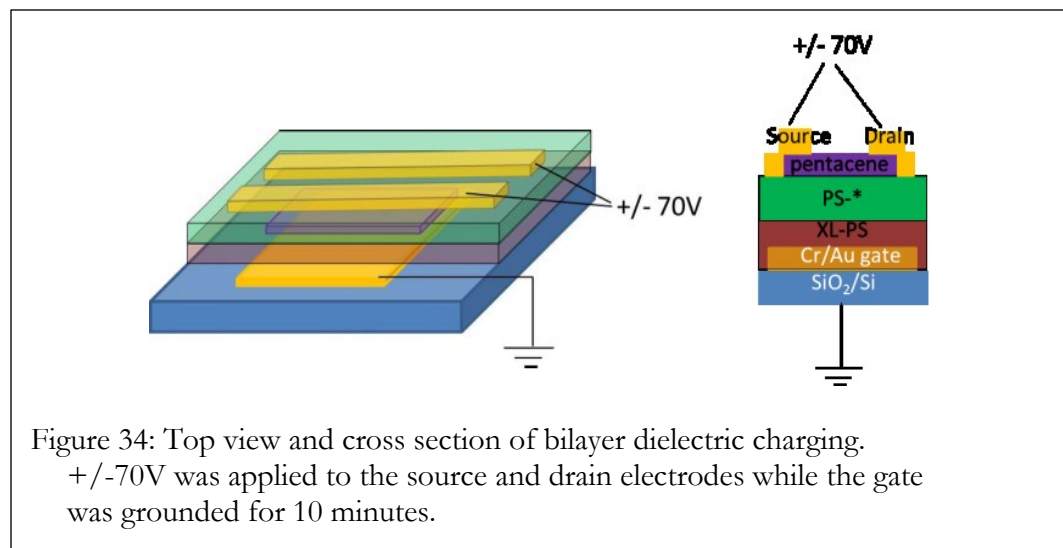 +/- 70V
Source Drain
pentacene
PS-*
XL-PS
Cr/Au gate
SiO₂/Si
+/- 70V
Figure 34: Top view and cross section of bilayer dielectric charging.
+/-70V was applied to the source and drain electrodes while the gate
was grounded for 10 minutes.